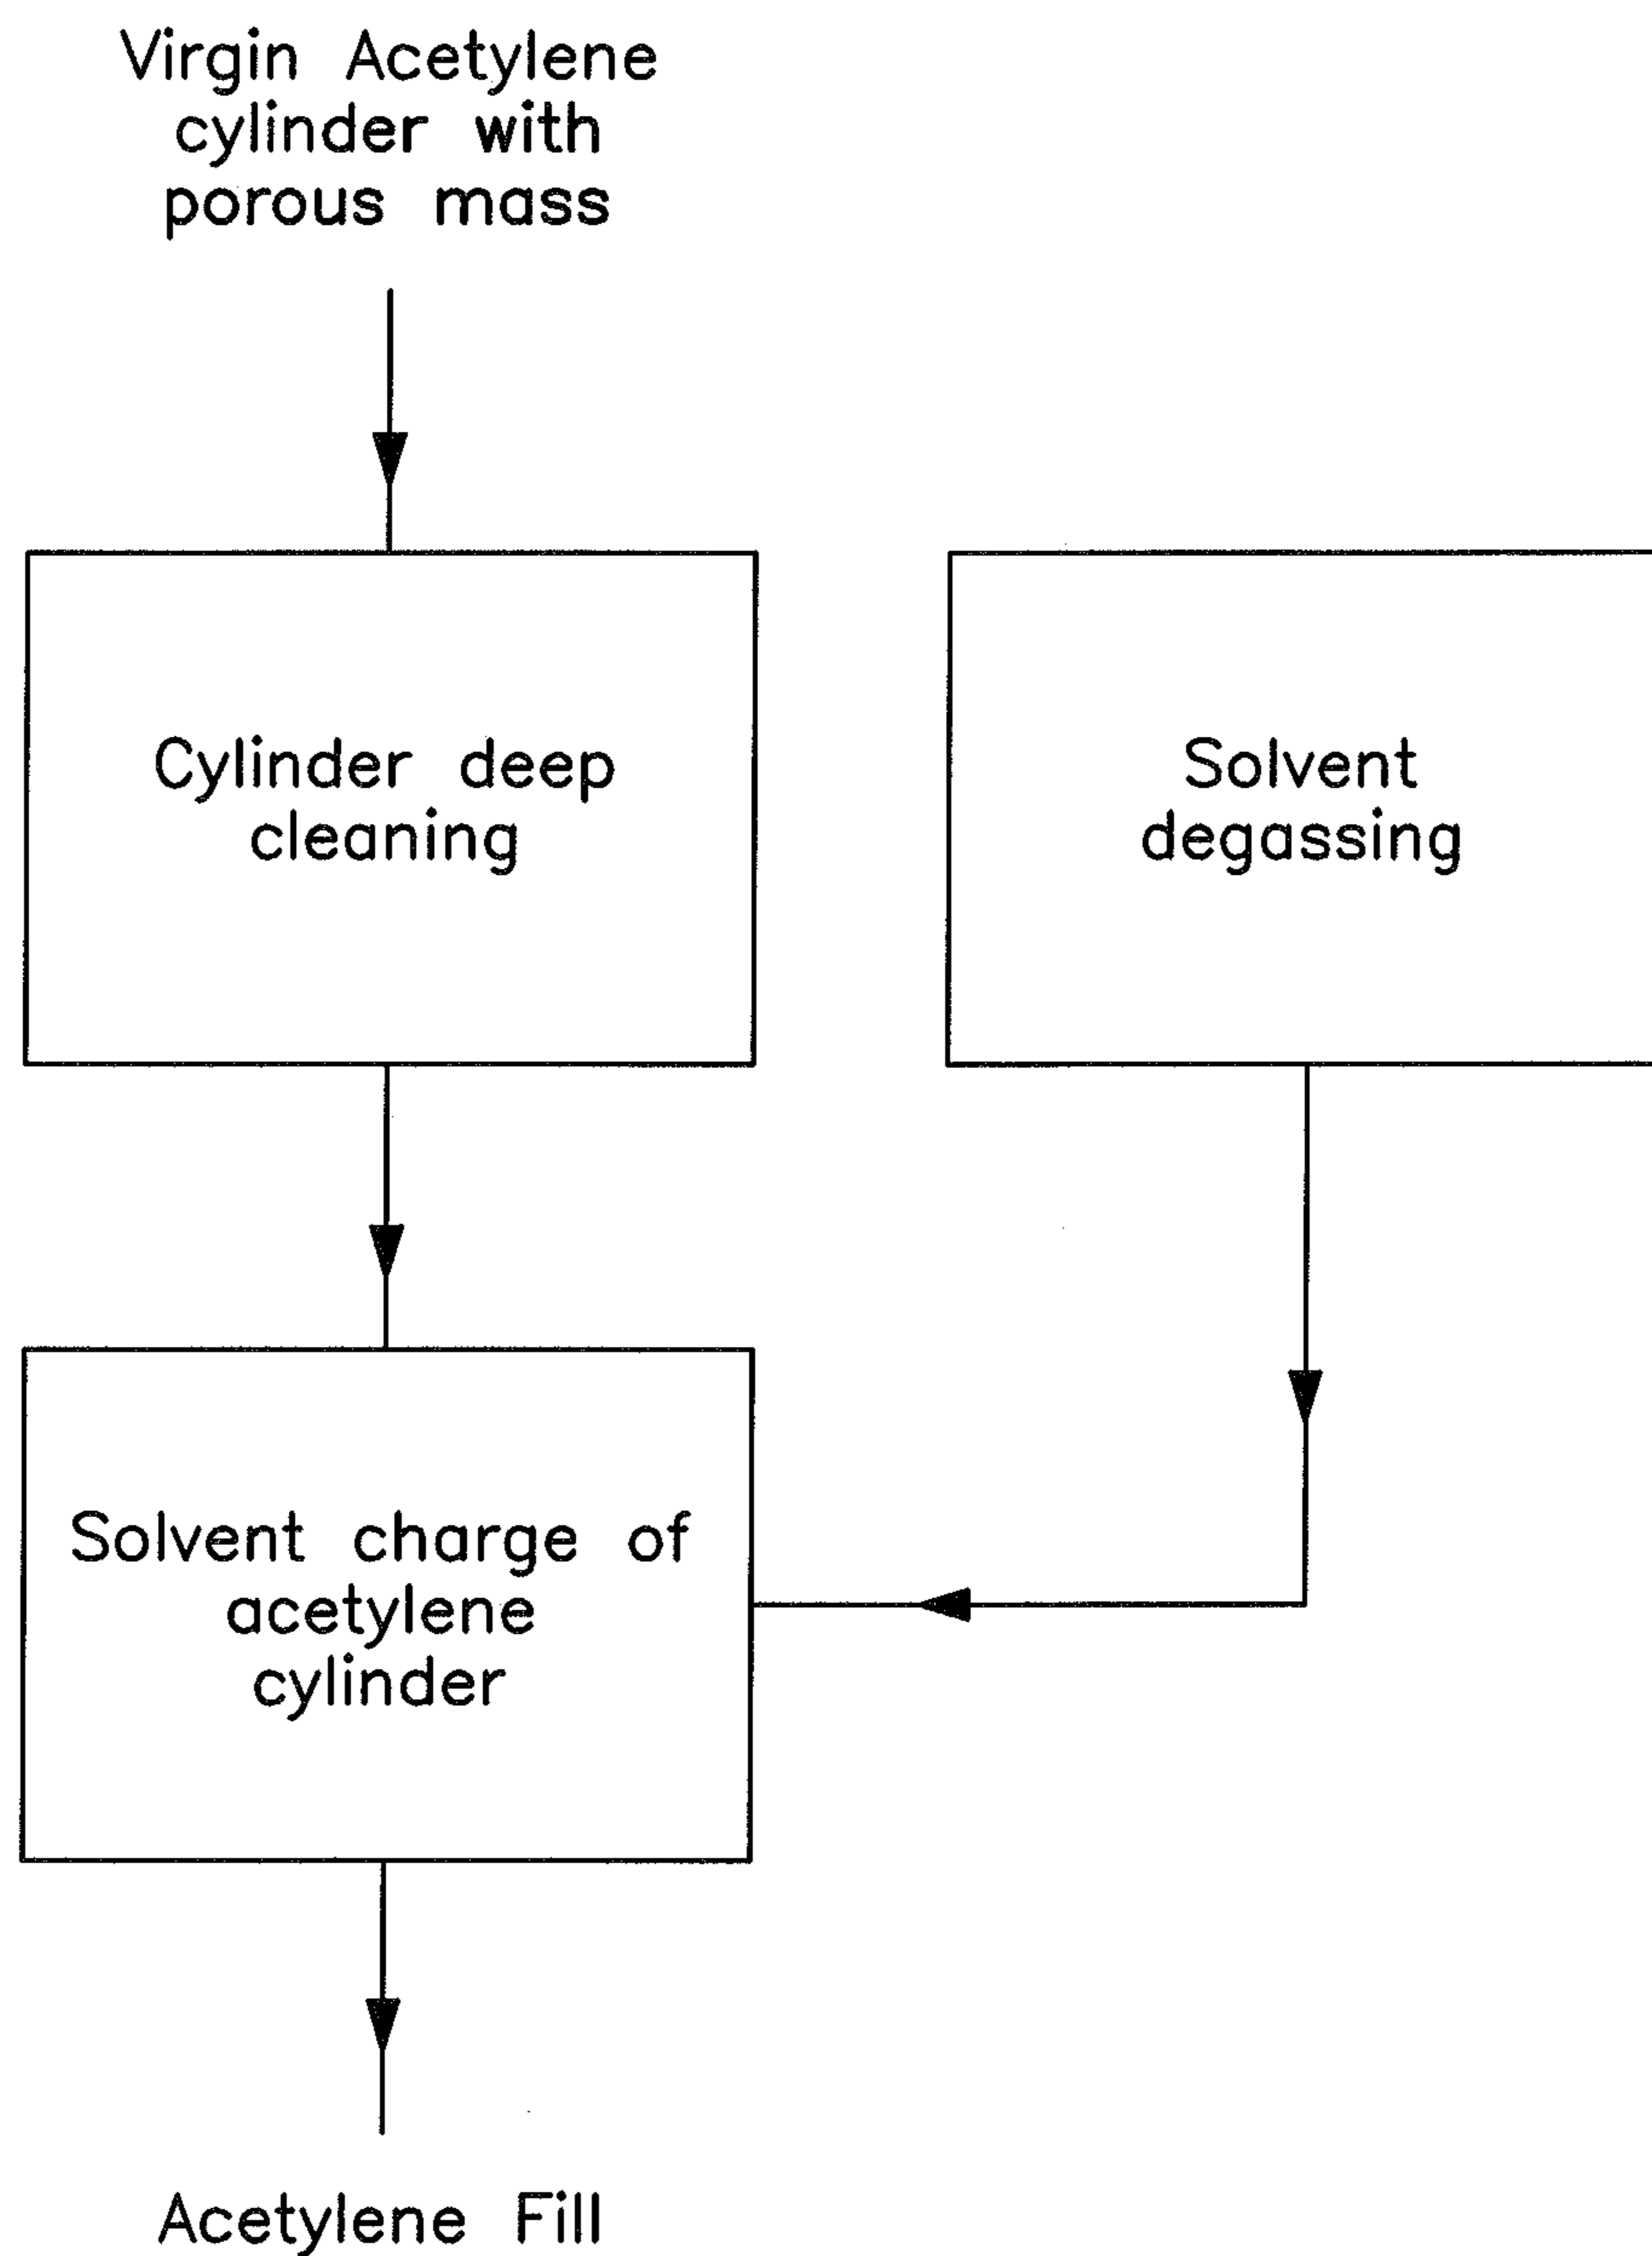 Virgin Acetylene
cylinder with
porous mass
Cylinder deep
cleaning
Solvent
degassing
Solvent charge of
acetylene
cylinder
Acetylene Fill